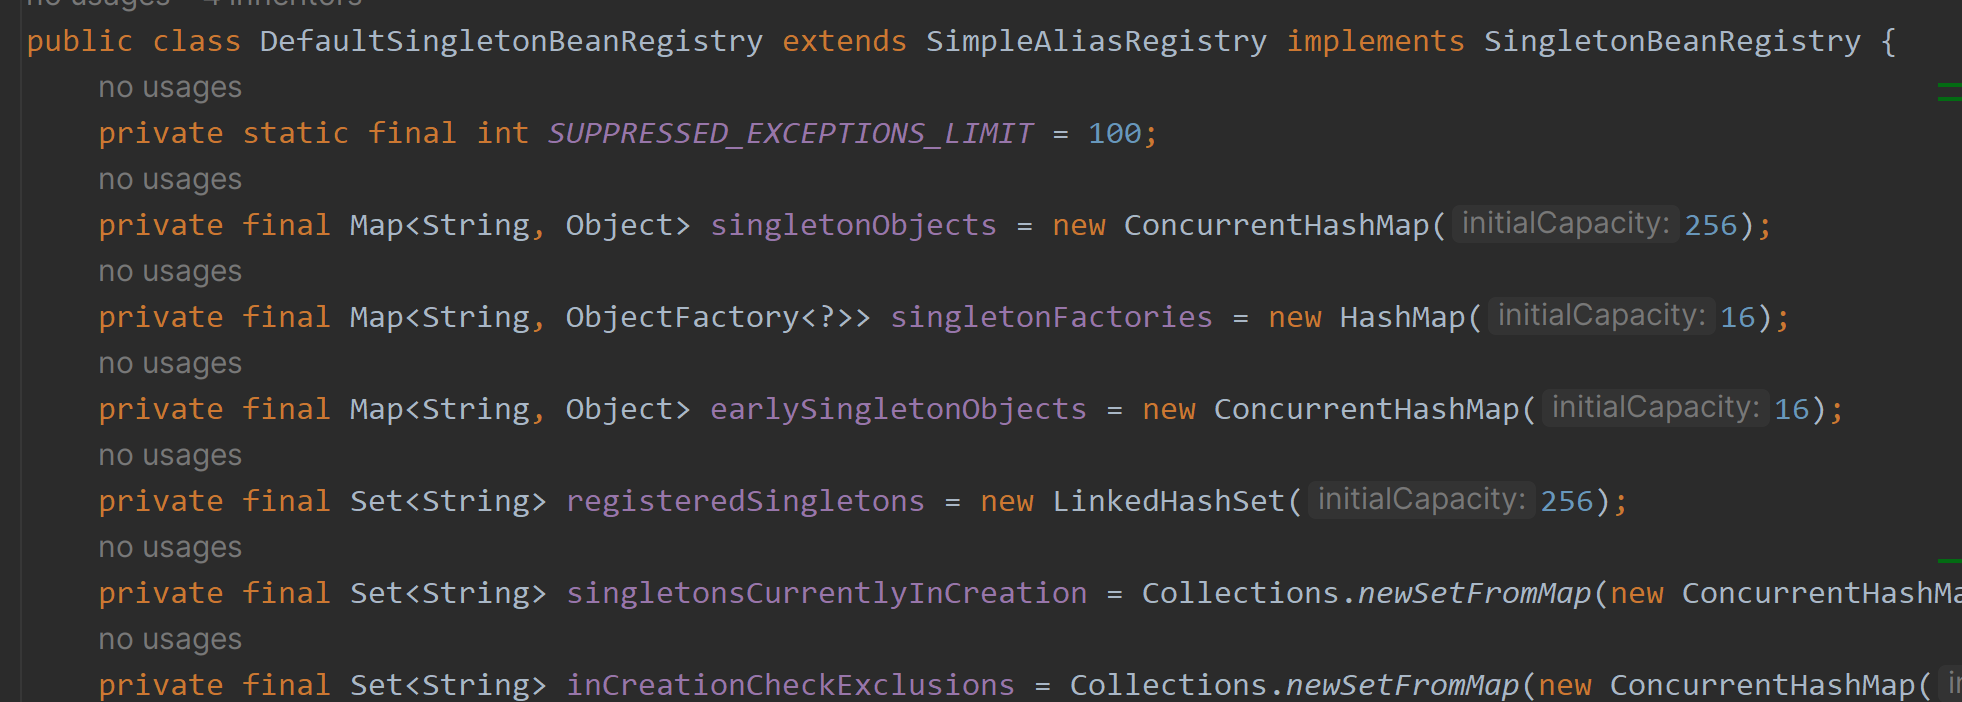 no usages 4 inheritors
public class DefaultSingletonBeanRegistry extends SimpleAliasRegistry implements SingletonBeanRegistry {
no usages
private static final int SUPPRESSED_EXCEPTIONS_LIMIT = 100;
no usages
private final Map<String, Object> singletonObjects = new ConcurrentHashMap( initialCapacity: 256);
no usages
private final Map<String, ObjectFactory<?>> singletonFactories = new HashMap( initialCapacity: 16);
no usages
private final Map<String, Object> earlySingletonObjects = new ConcurrentHashMap( initialCapacity: 16);
no usages
private final Set<String> registeredSingletons = new LinkedHashSet( initialCapacity: 256);
no usages
private final Set<String> singletonsCurrentlyInCreation = Collections.newSetFromMap(new ConcurrentHashMa
no usages
private final Set<String> inCreationCheckExclusions = Collections.newSetFromMap(new ConcurrentHashMap(